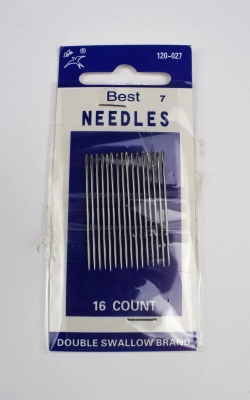 ®
120-027
Best 7
NEEDLES
16 COUNT
DOUBLE SWALLOW BRAND